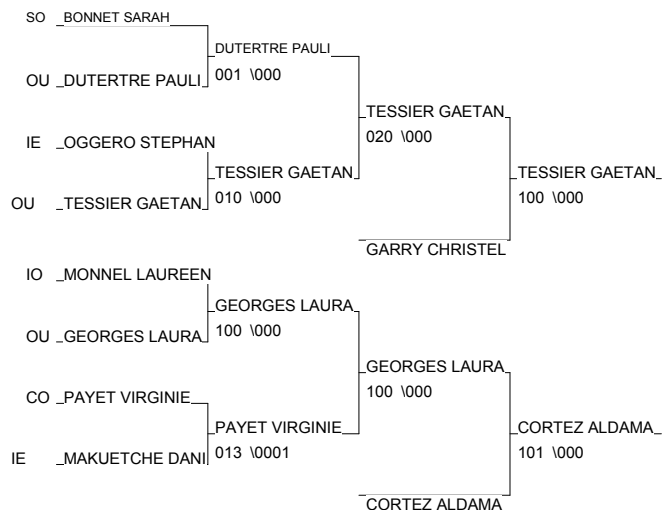 SO BONNET SARAH
DUTERTRE PAULI
001 \000
OU DUTERTRE PAULI
TESSIER GAETAN
020 \000
IE OGGERO STEPHAN
TESSIER GAETAN
010 \000
TESSIER GAETAN
100 \000
OU TESSIER GAETAN
GARRY CHRISTEL
IO MONNEL LAUREEN
GEORGES LAURA
100 \000
OU GEORGES LAURA
GEORGES LAURA
100 \000
CO PAYET VIRGINIE
PAYET VIRGINIE
013 \0001
CORTEZ ALDAMA
101 \000
IE MAKUETCHE DANI
CORTEZ ALDAMA